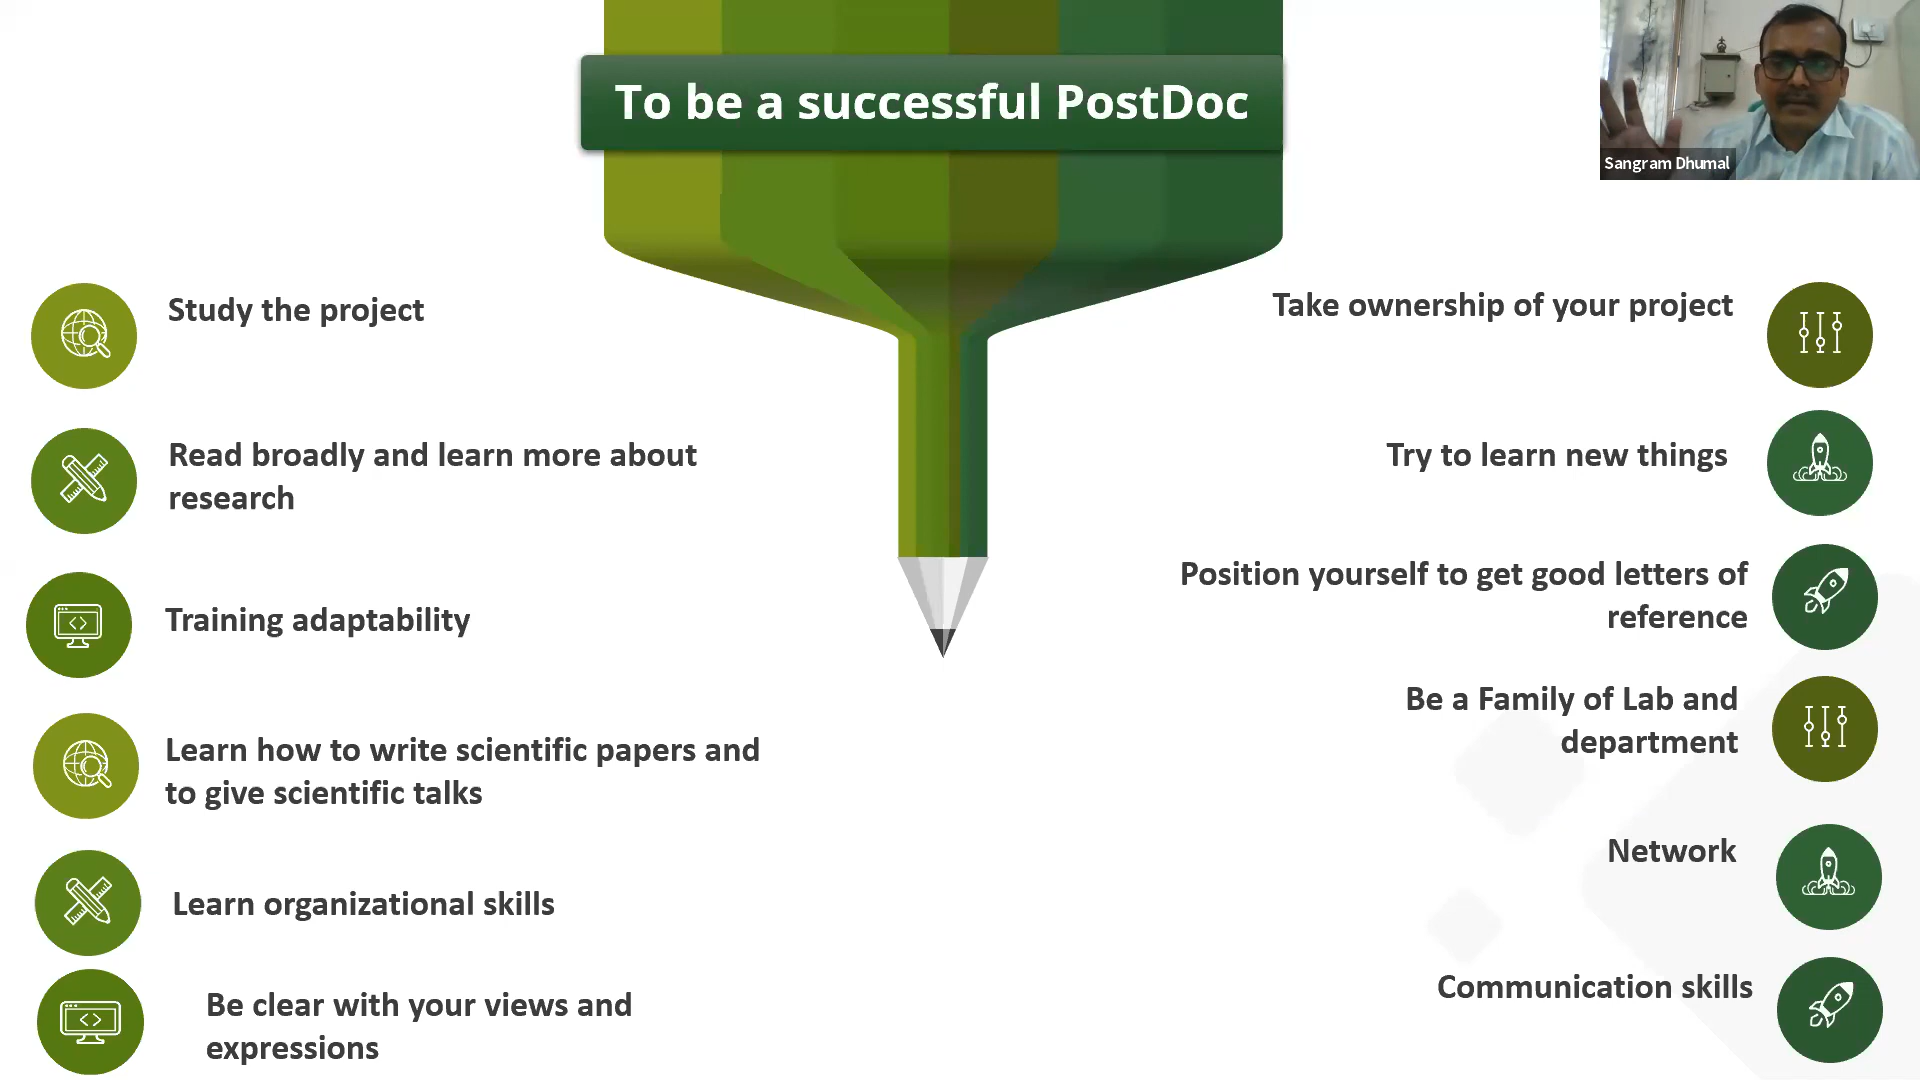 To be a successful PostDoc
Sangram Dhumal
Study the project
Read broadly and learn more about
research
Training adaptability
Learn how to write scientific papers and
to give scientific talks
Learn organizational skills
Be clear with your views and
expressions
Take ownership of your project
Try to learn new things
Position yourself to get good letters of
reference
Be a Family of Lab and
department
Network
Communication skills